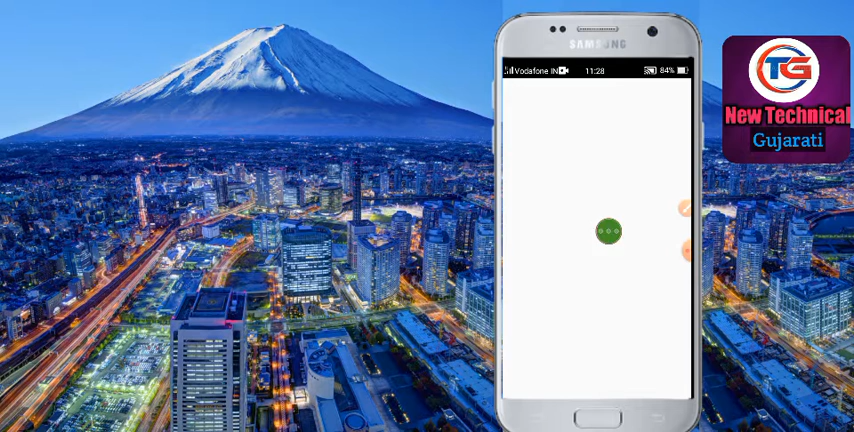 SAMSUNG
Vodafone IN 11:28 84%
TG
New Technical
Gujarati